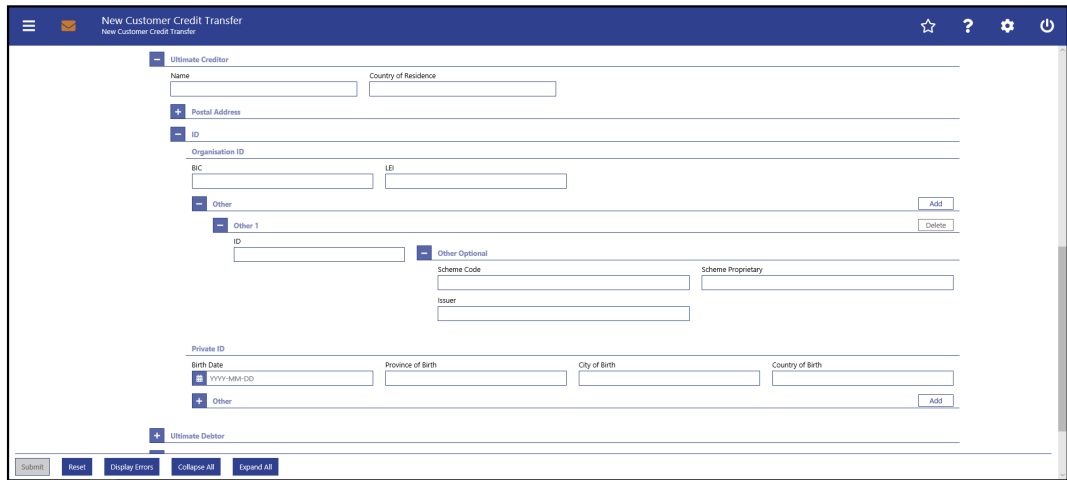 New Customer Credit Transfer
New Customer Credit Transfer
Ultimate Creditor
Name Country of Residence
Postal Address
ID
Organisation ID
BIC LEI
Other Add
Other 1 Delete
ID
Other Optional
Scheme Code Scheme Proprietary
Issuer
Private ID
Birth Date Province of Birth City of Birth Country of Birth
YYYY-MM-DD
Other Add
Ultimate Debtor
Submit Reset Display Errors Collapse All Expand All